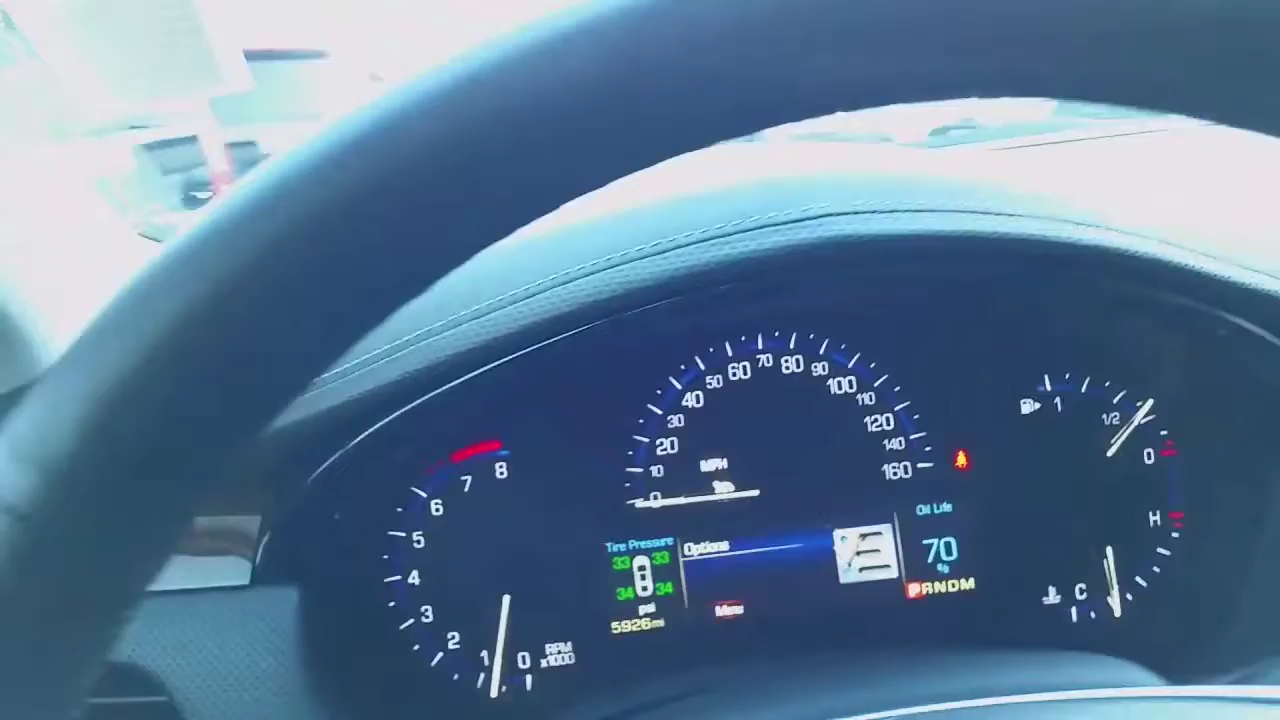 8
7
6
5
4
3
2
1
0
RPM
x1000
0
10
20
30
40
50
60
70
80
90
100
110
120
140
160
MPH
Tire Pressure
33 33
34 34
psi
5926mi
Options
Menu
Oil Life
70
%
PRNDM
1
1/2
0
H
C